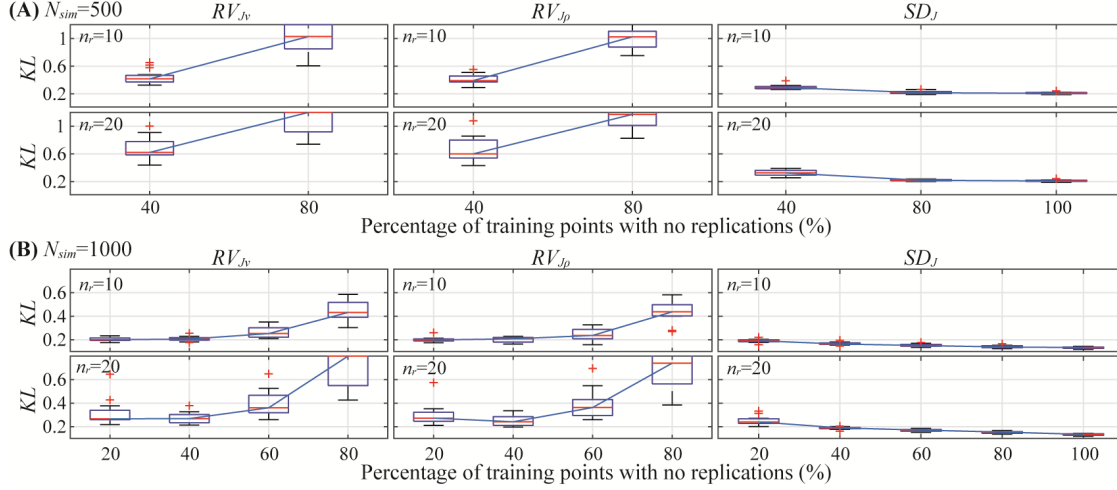 (A) N_sim=500 RV_Jv RV_Jρ SD_J
n_r=10 n_r=10 n_r=10
KL
1
0.6
0.2
n_r=20 n_r=20 n_r=20
KL
1
0.6
0.2
40 80 40 80 40 80 100
Percentage of training points with no replications (%)
(B) N_sim=1000 RV_Jv RV_Jρ SD_J
n_r=10 n_r=10 n_r=10
KL
0.6
0.4
0.2
n_r=20 n_r=20 n_r=20
KL
0.6
0.4
0.2
20 40 60 80 20 40 60 80 20 40 60 80 100
Percentage of training points with no replications (%)